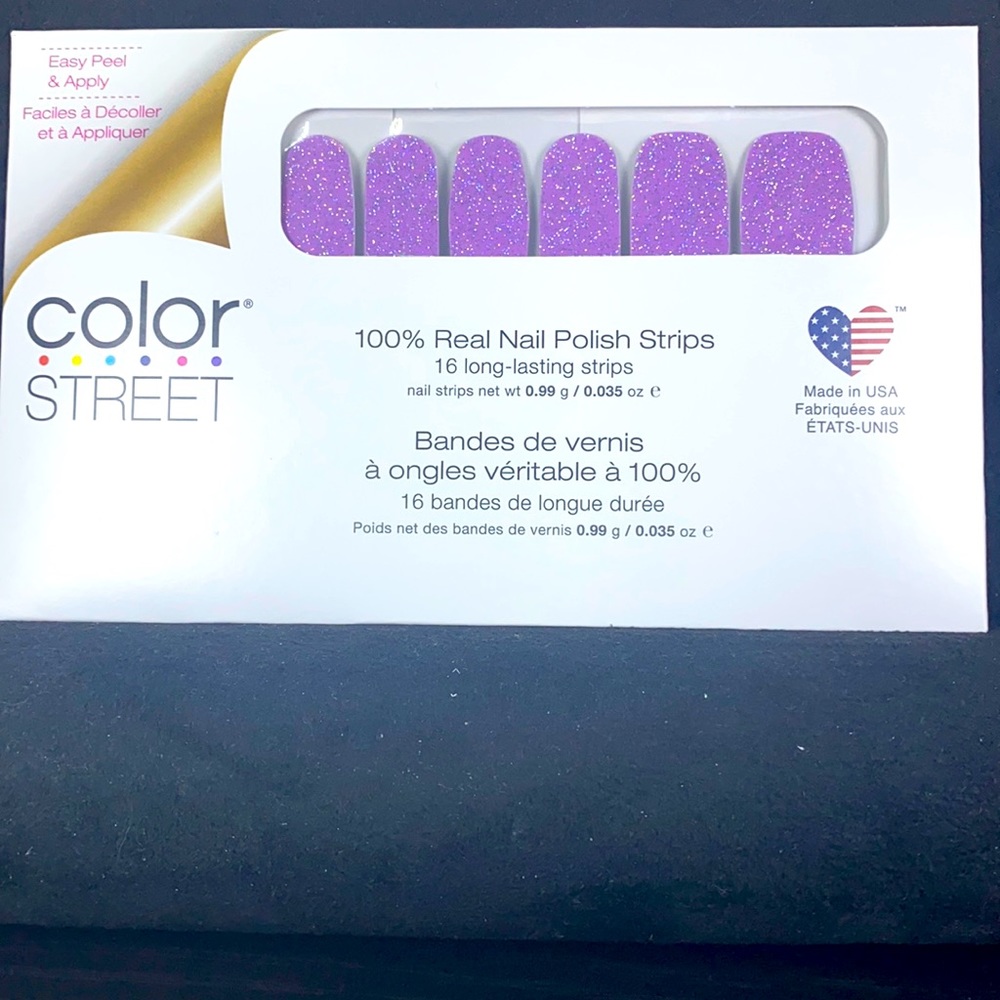 Easy Peel
& Apply
Faciles à Décoller
et à Appliquer
color®
STREET
100% Real Nail Polish Strips
16 long-lasting strips
nail strips net wt 0.99 g / 0.035 oz ℮
Bandes de vernis
à ongles véritable à 100%
16 bandes de longue durée
Poids net des bandes de vernis 0.99 g / 0.035 oz ℮
™
Made in USA
Fabriquées aux
ÉTATS-UNIS